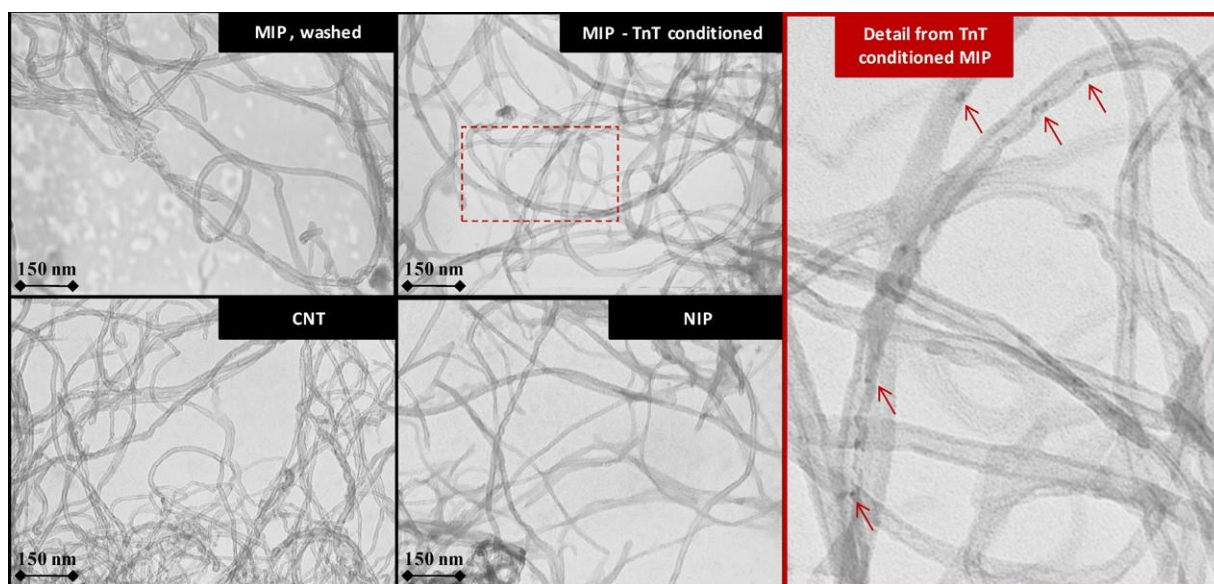 MIP, washed
150 nm
MIP - TnT conditioned
150 nm
Detail from TnT
conditioned MIP
CNT
150 nm
NIP
150 nm